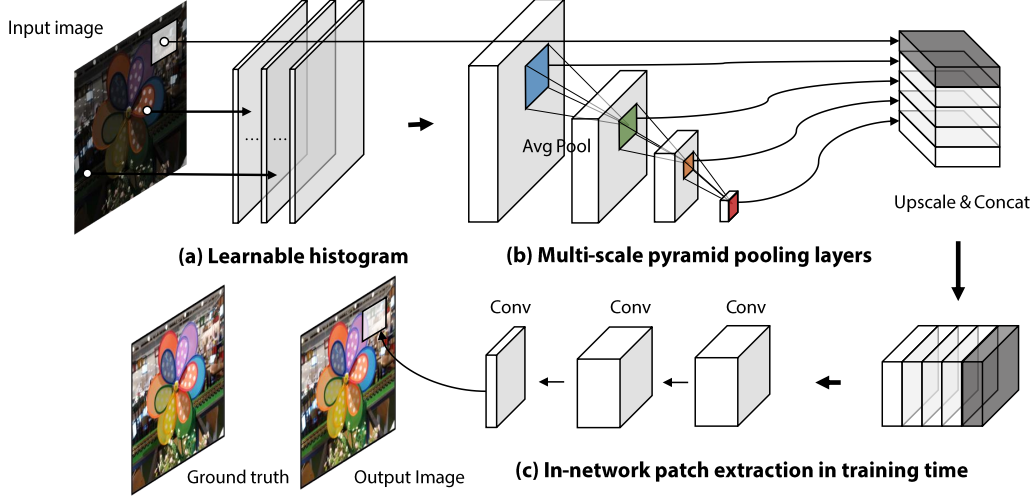 Input image
...
...
Avg Pool
Upscale & Concat
(a) Learnable histogram
(b) Multi-scale pyramid pooling layers
Conv
Conv
Conv
Ground truth
Output Image
(c) In-network patch extraction in training time